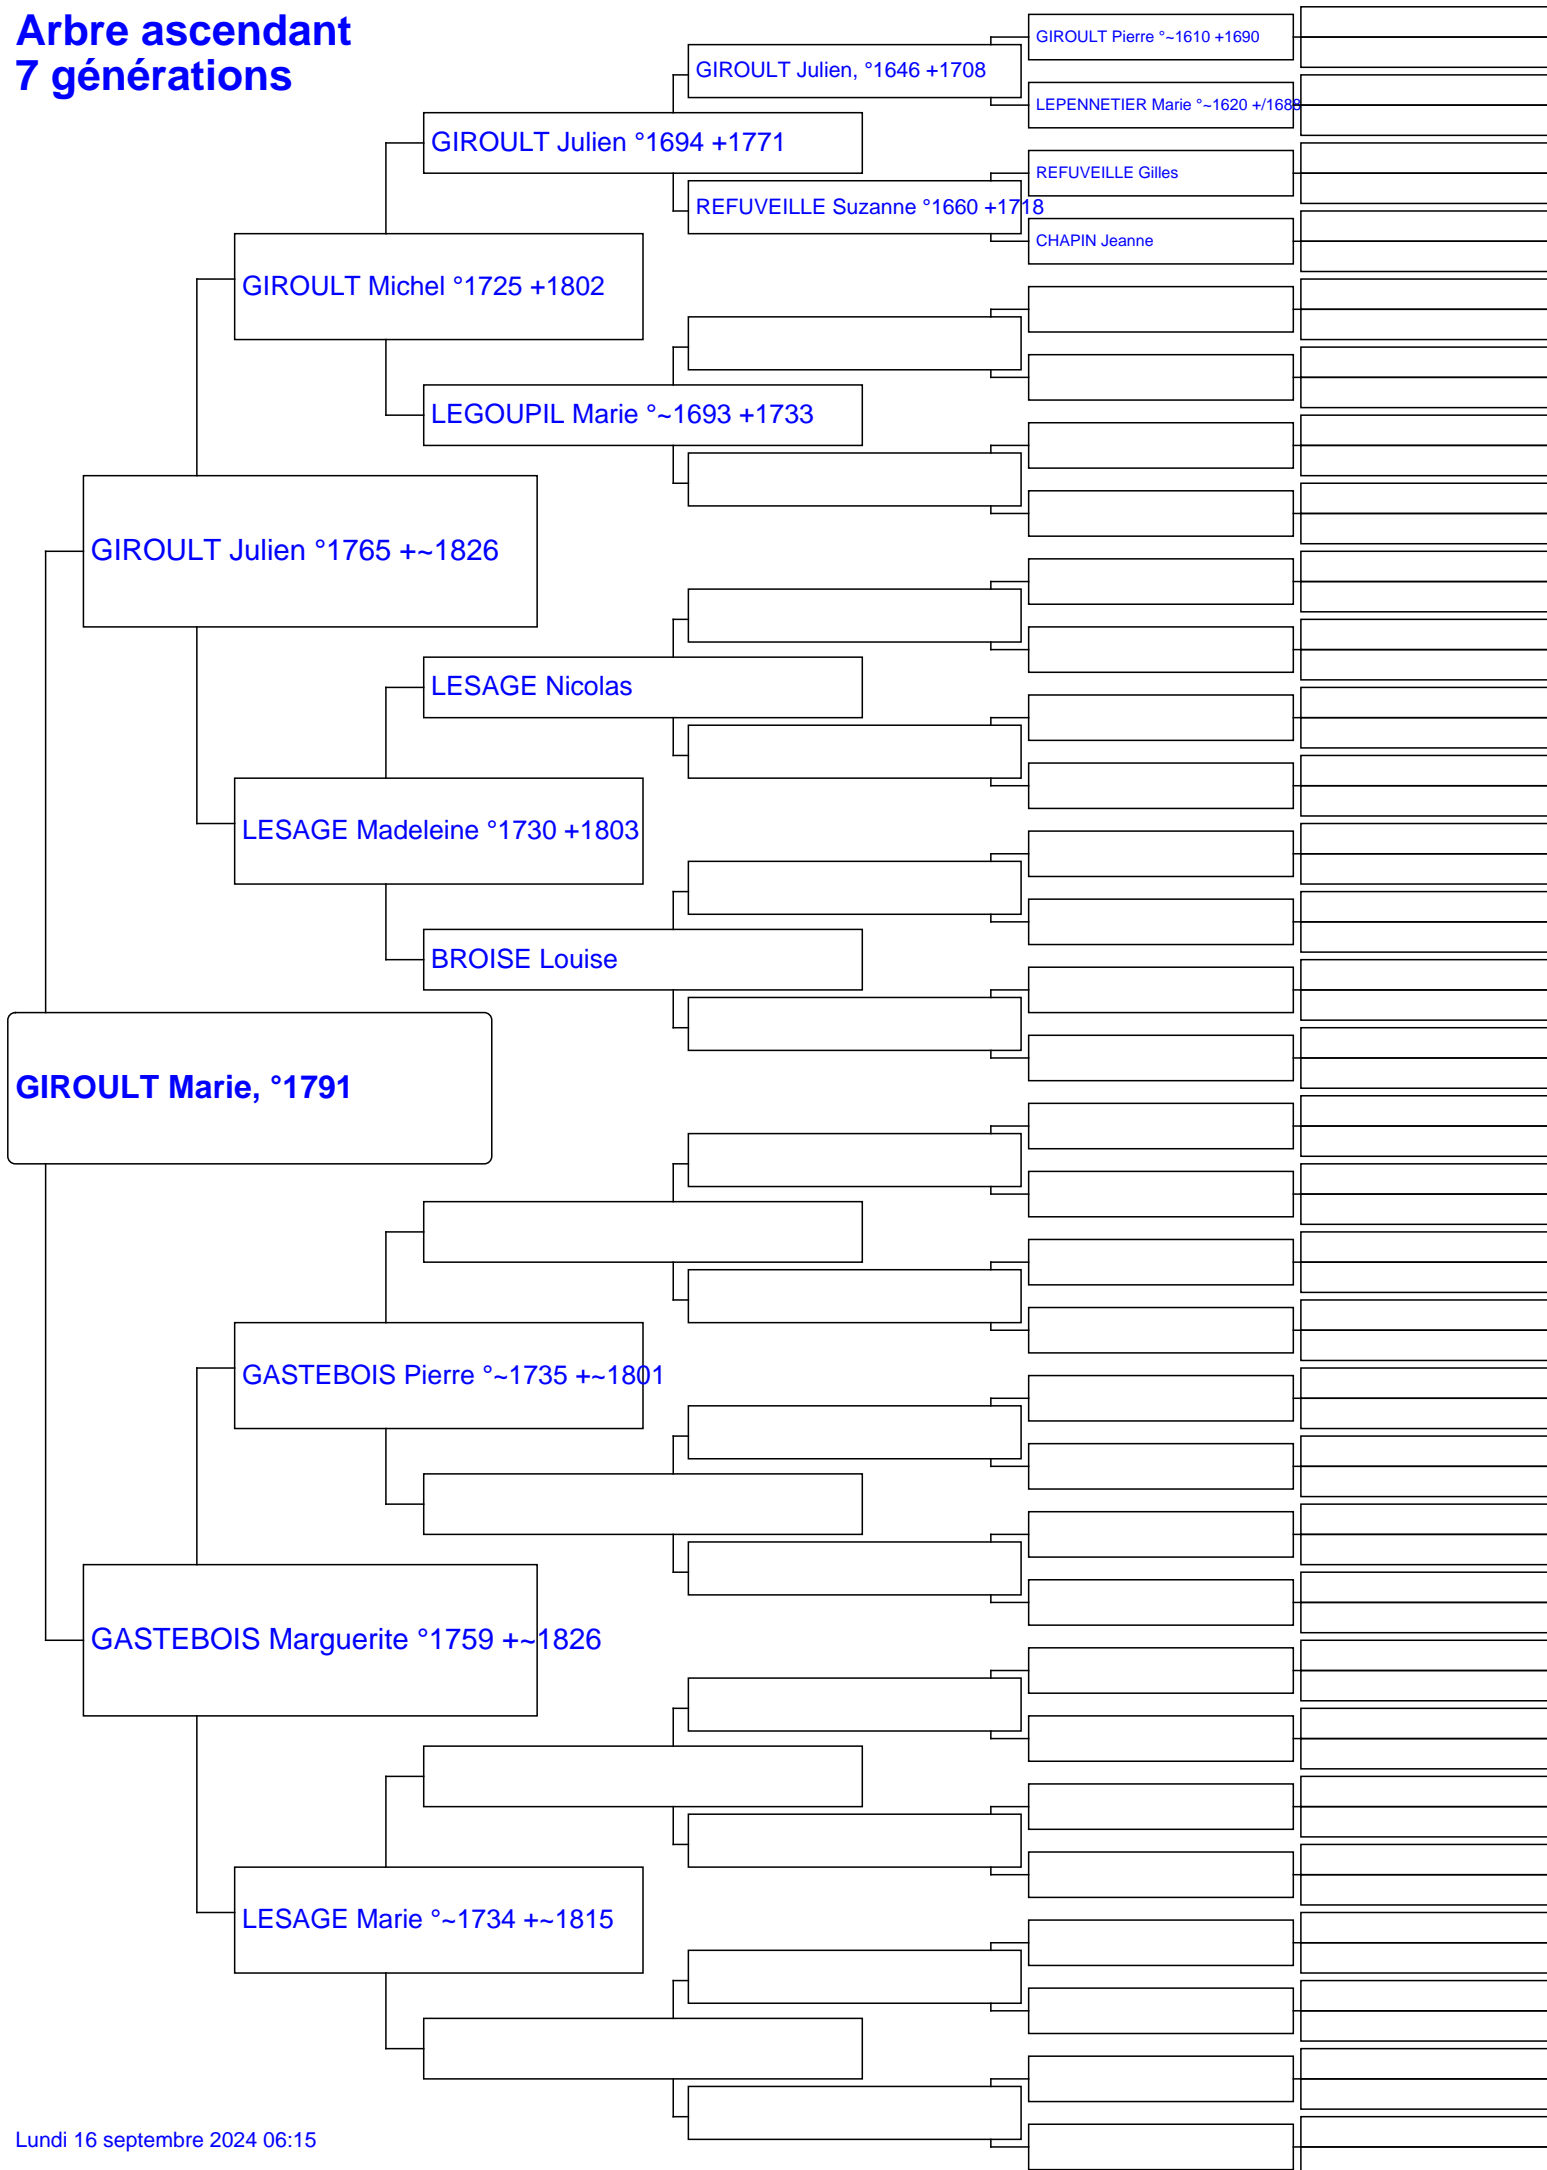 Arbre ascendant
7 générations
GIROULT Pierre °~1610 +1690
GIROULT Julien, °1646 +1708
LEPENNETIER Marie °~1620 +/1688
GIROULT Julien °1694 +1771
REFUVEILLE Gilles
REFUVEILLE Suzanne °1660 +1718
CHAPIN Jeanne
GIROULT Michel °1725 +1802
LEGOUPIL Marie °~1693 +1733
GIROULT Julien °1765 +~1826
LESAGE Nicolas
LESAGE Madeleine °1730 +1803
BROISE Louise
GIROULT Marie, °1791
GASTEBOIS Pierre °~1735 +~1801
GASTEBOIS Marguerite °1759 +~1826
LESAGE Marie °~1734 +~1815
Lundi 16 septembre 2024 06:15